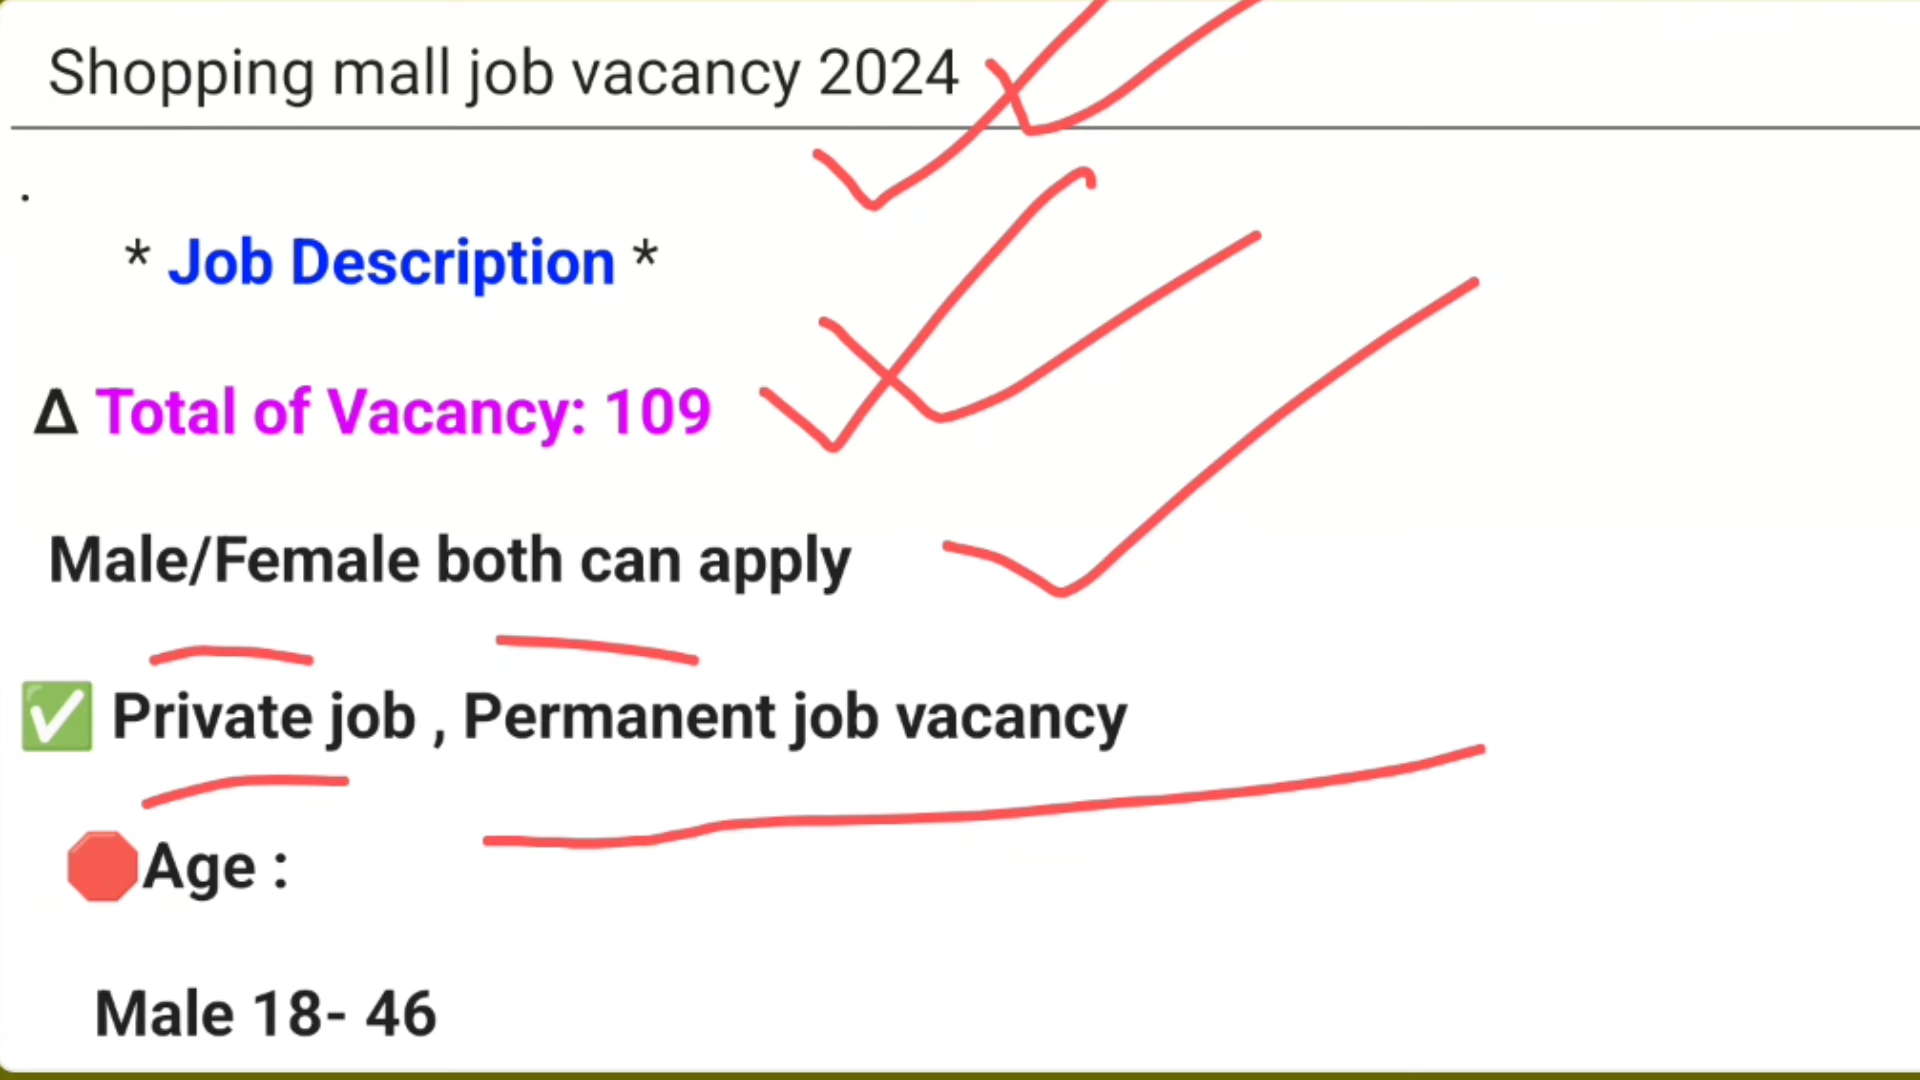 Shopping mall job vacancy 2024
.
* Job Description *
Δ Total of Vacancy: 109
Male/Female both can apply
✅ Private job , Permanent job vacancy
🛑Age :
Male 18- 46